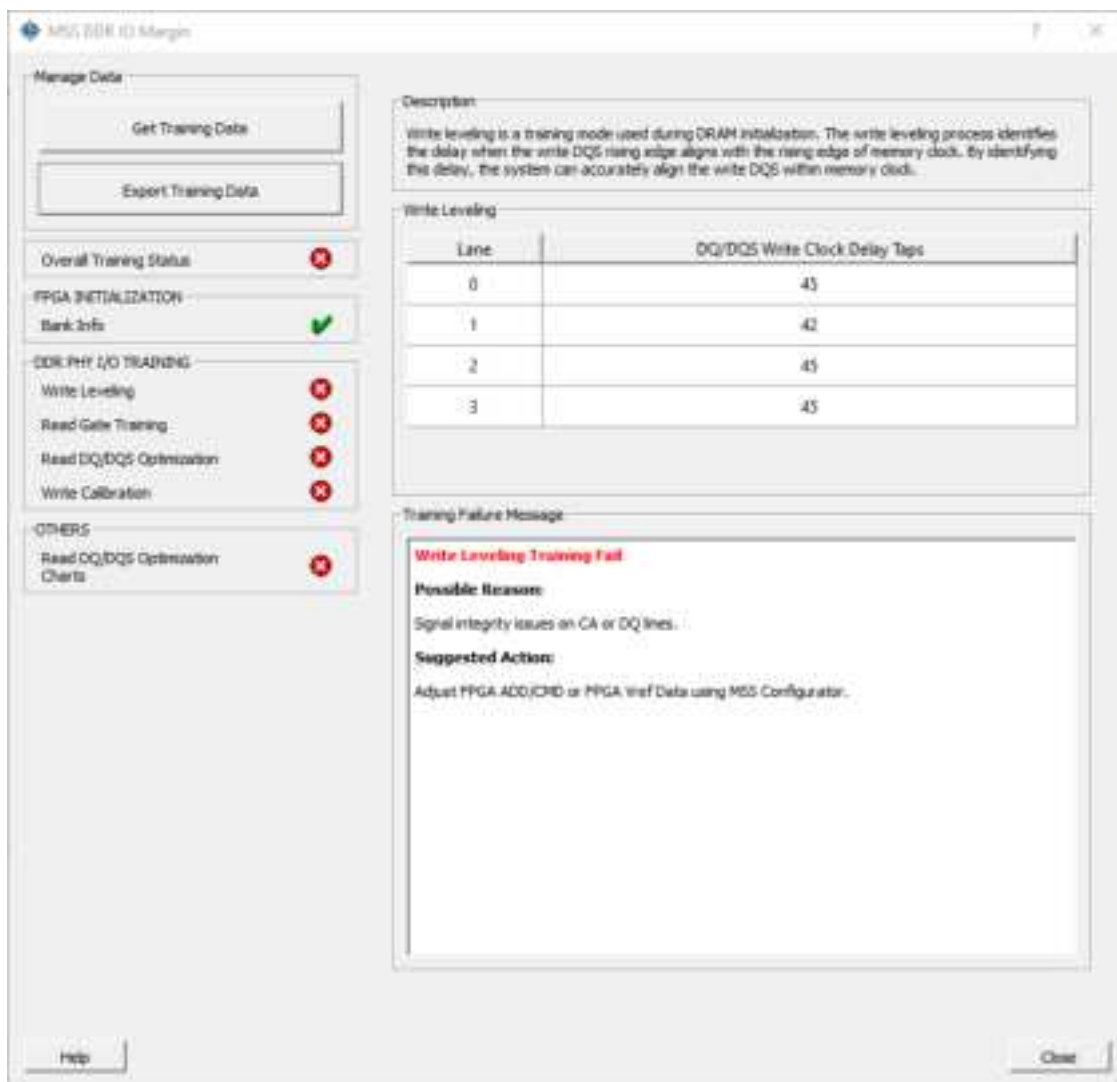 MSS DDR IO Margin
?
Manage Data
Get Training Data
Export Training Data
Overall Training Status
FPGA INITIALIZATION
Bank Info
DDR PHY I/O TRAINING
Write Leveling
Read Gate Training
Read DQ/DQS Optimization
Write Calibration
OTHERS
Read DQ/DQS Optimization
Charts
Description
Write leveling is a training mode used during DRAM initialization. The write leveling process identifies
the delay when the write DQS rising edge aligns with the rising edge of memory clock. By identifying
this delay, the system can accurately align the write DQS within memory clock.
Write Leveling
Lane DQ/DQS Write Clock Delay Taps
0 45
1 42
2 45
3 45
Training Failure Message
Write Leveling Training Fail
Possible Reason:
Signal integrity issues on CA or DQ lines.
Suggested Action:
Adjust FPGA ADD/CMD or FPGA Vref Data using MSS Configurator.
Help
Close